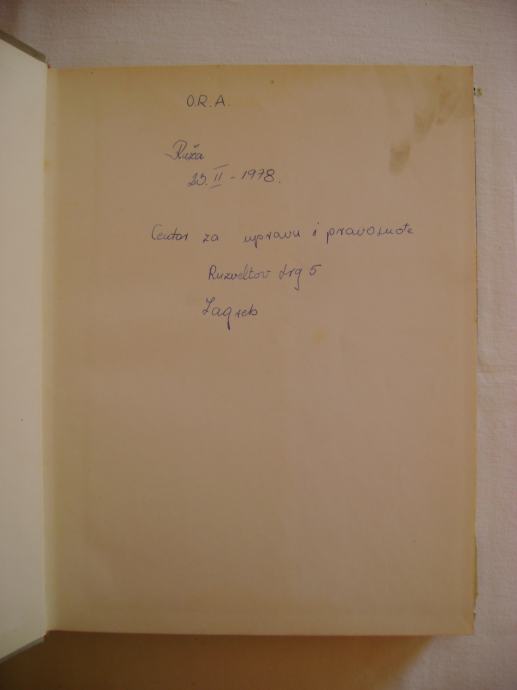 O.R.A.
Ruža
25. II - 1978.
Centar za upravu i pravosuđe
Ruzveltov trg 5
Zagreb